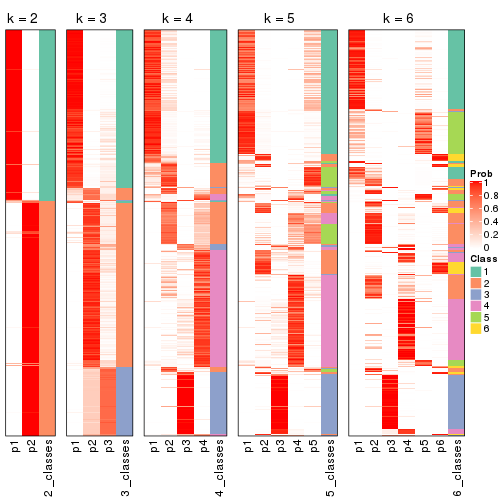 k = 2
k = 3
k = 4
k = 5
k = 6
Prob
1
0.8
0.6
0.4
0.2
0
Class
1
2
3
4
5
6
p1
p2
2_classes
p1
p2
p3
3_classes
p1
p2
p3
p4
4_classes
p1
p2
p3
p4
p5
5_classes
p1
p2
p3
p4
p5
p6
6_classes